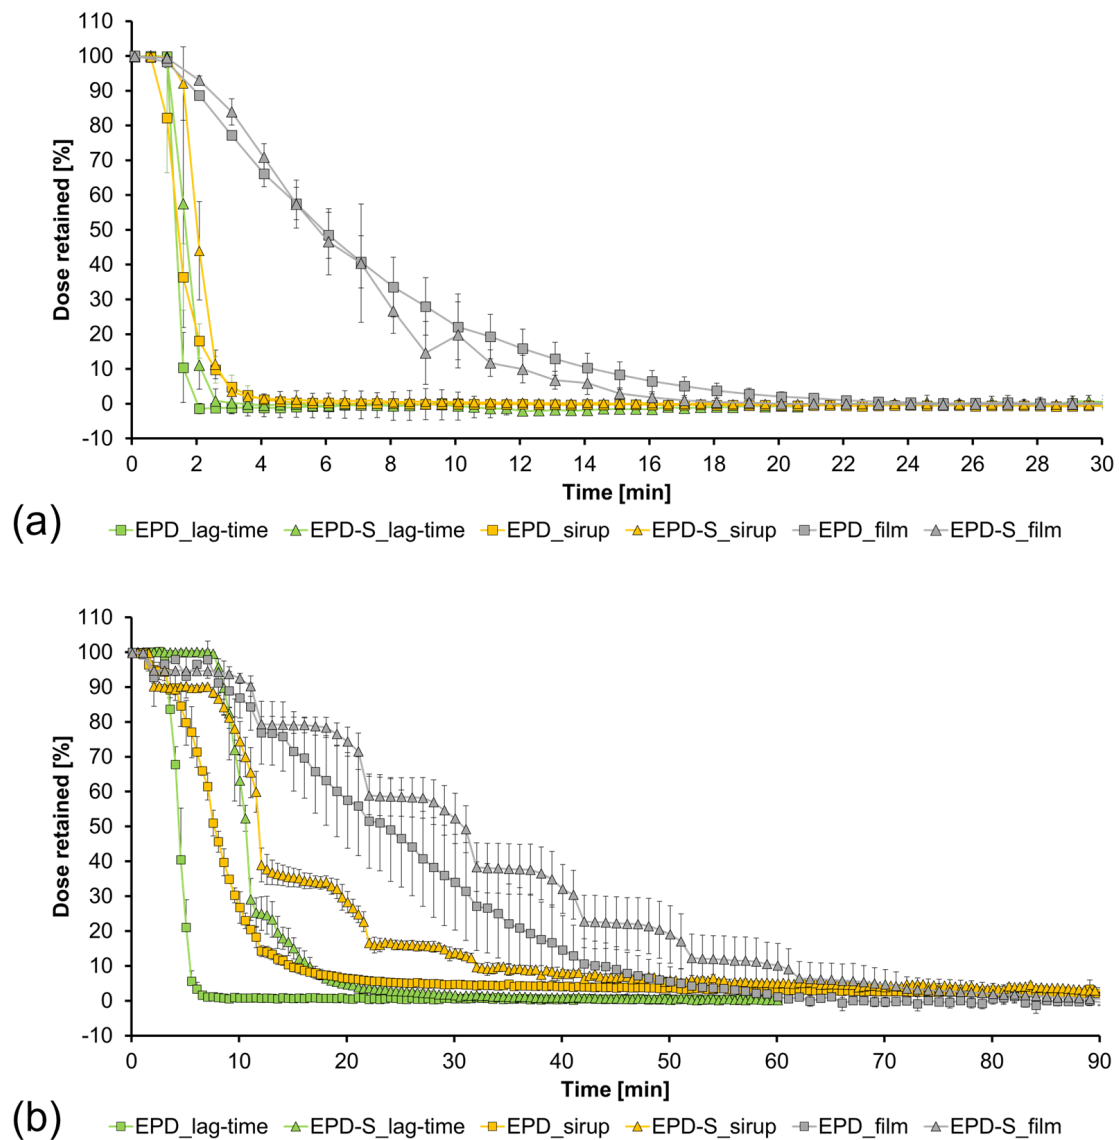 110
100
90
80
70
60
50
40
30
20
10
0
-10
Dose retained [%]
0 2 4 6 8 10 12 14 16 18 20 22 24 26 28 30
Time [min]
(a)
EPD_lag-time EPD-S_lag-time EPD_sirup EPD-S_sirup EPD_film EPD-S_film
110
100
90
80
70
60
50
40
30
20
10
0
-10
Dose retained [%]
0 10 20 30 40 50 60 70 80 90
Time [min]
(b)
EPD_lag-time EPD-S_lag-time EPD_sirup EPD-S_sirup EPD_film EPD-S_film